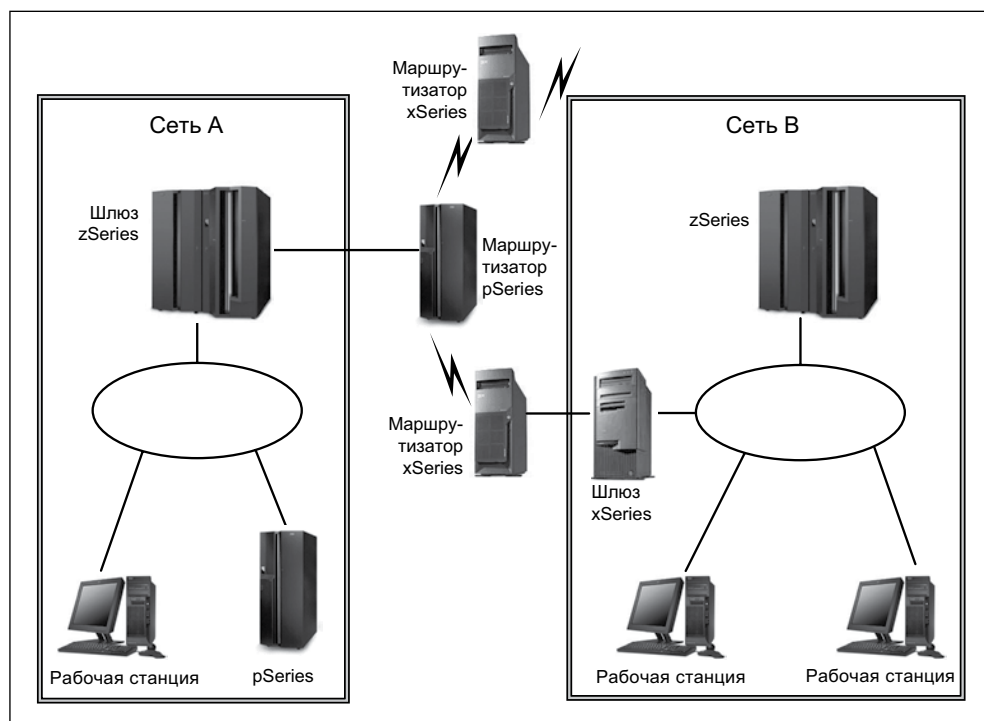 Маршру-
тизатор
xSeries
Сеть A
Сеть B
Шлюз
zSeries
zSeries
Маршру-
тизатор
pSeries
Маршру-
тизатор
xSeries
Шлюз
xSeries
Рабочая станция
pSeries
Рабочая станция
Рабочая станция